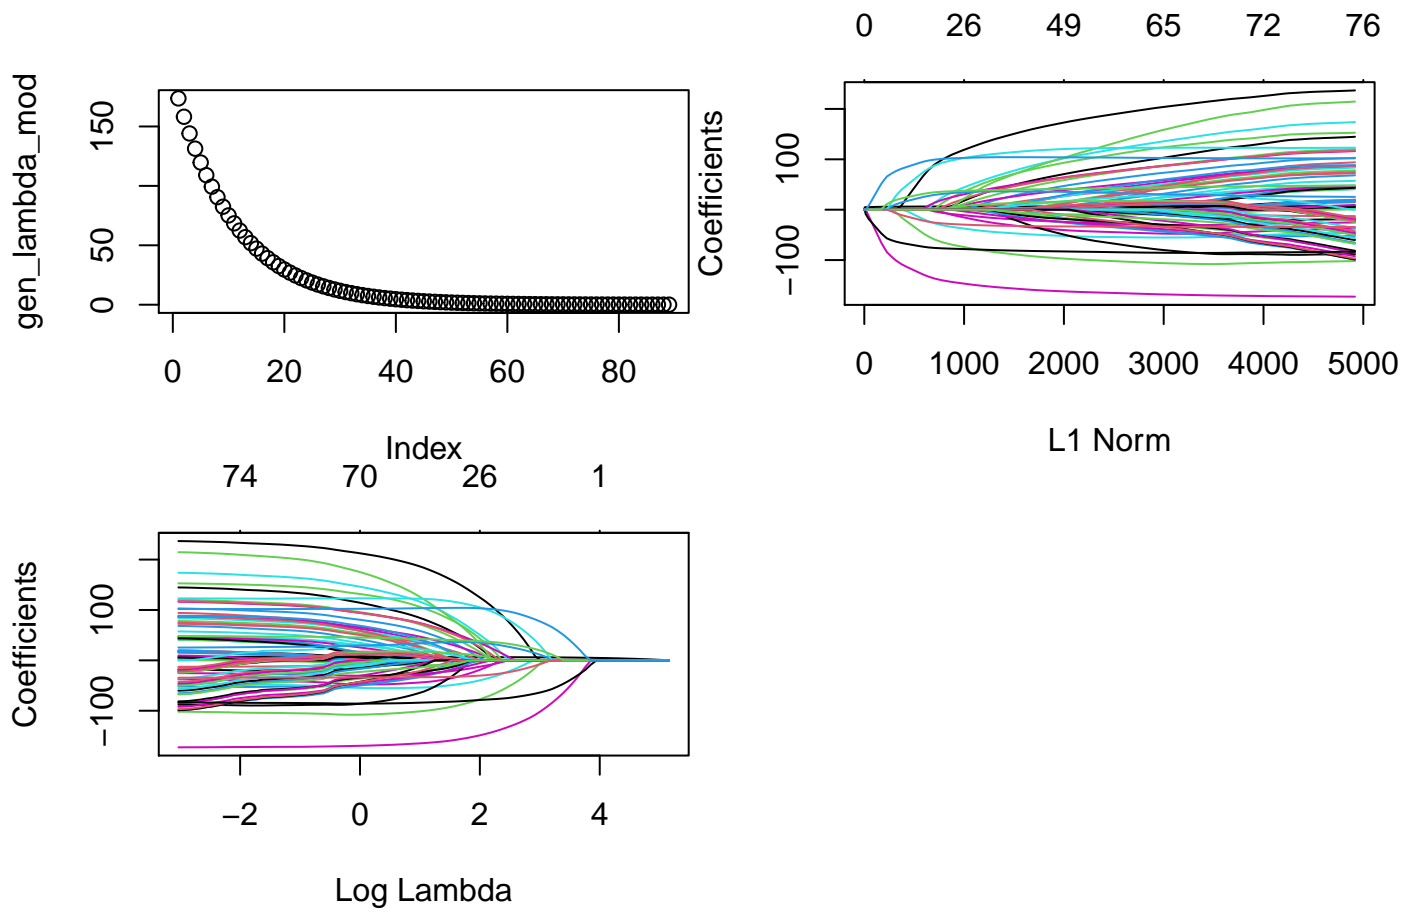 gen_lambda_mod
150
50
0
0 20 40 60 80
Index
0 26 49 65 72 76
Coefficients
100
−100
0 1000 2000 3000 4000 5000
L1 Norm
74 70 26 1
Coefficients
100
−100
−2 0 2 4
Log Lambda